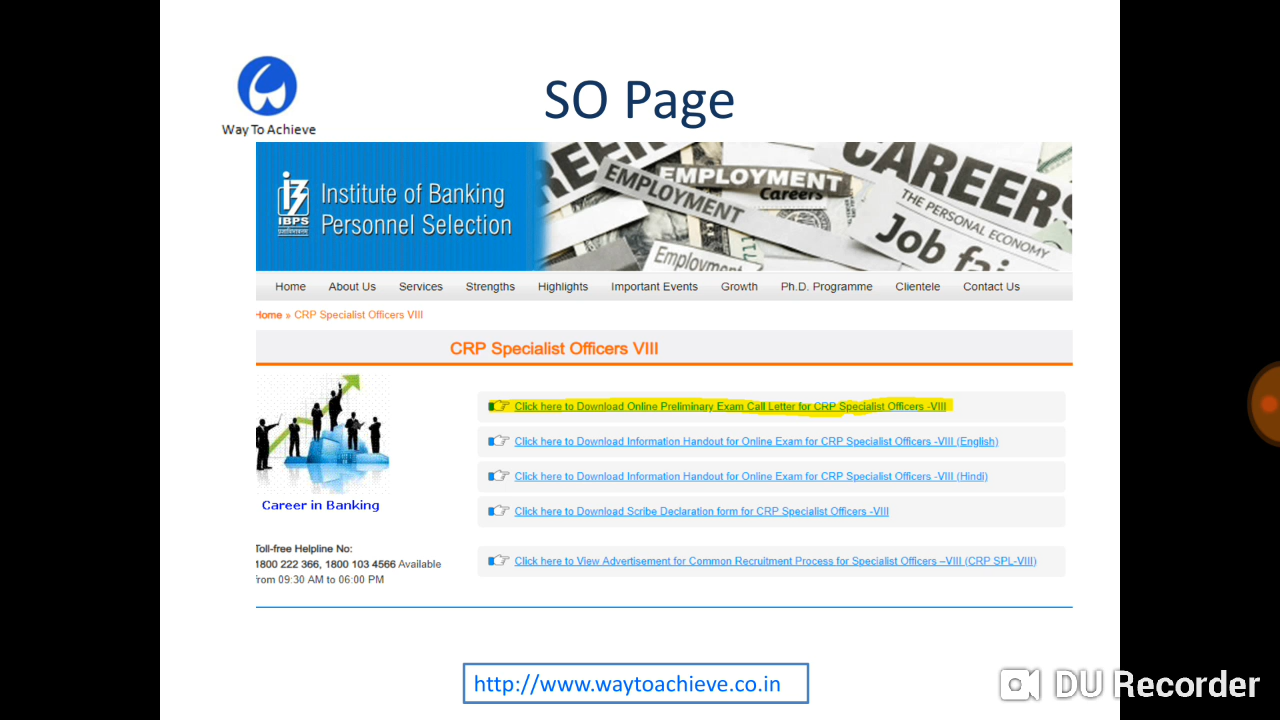 Way To Achieve
SO Page
IBPS
Institute of Banking
Personnel Selection
EMPLOYMENT
Careers
EMPLOYMENT
CAREERS
THE PERSONAL ECONOMY
Job fai
Employment
Home About Us Services Strengths Highlights Important Events Growth Ph.D. Programme Clientele Contact Us
Home » CRP Specialist Officers VIII
CRP Specialist Officers VIII
Click here to Download Online Preliminary Exam Call Letter for CRP Specialist Officers -VIII
Click here to Download Information Handout for Online Exam for CRP Specialist Officers -VIII (English)
Click here to Download Information Handout for Online Exam for CRP Specialist Officers -VIII (Hindi)
Click here to Download Scribe Declaration form for CRP Specialist Officers -VIII
Click here to View Advertisement for Common Recruitment Process for Specialist Officers –VIII (CRP SPL-VIII)
Career in Banking
Toll-free Helpline No:
1800 222 366, 1800 103 4566 Available
from 09:30 AM to 06:00 PM
http://www.waytoachieve.co.in
DU Recorder